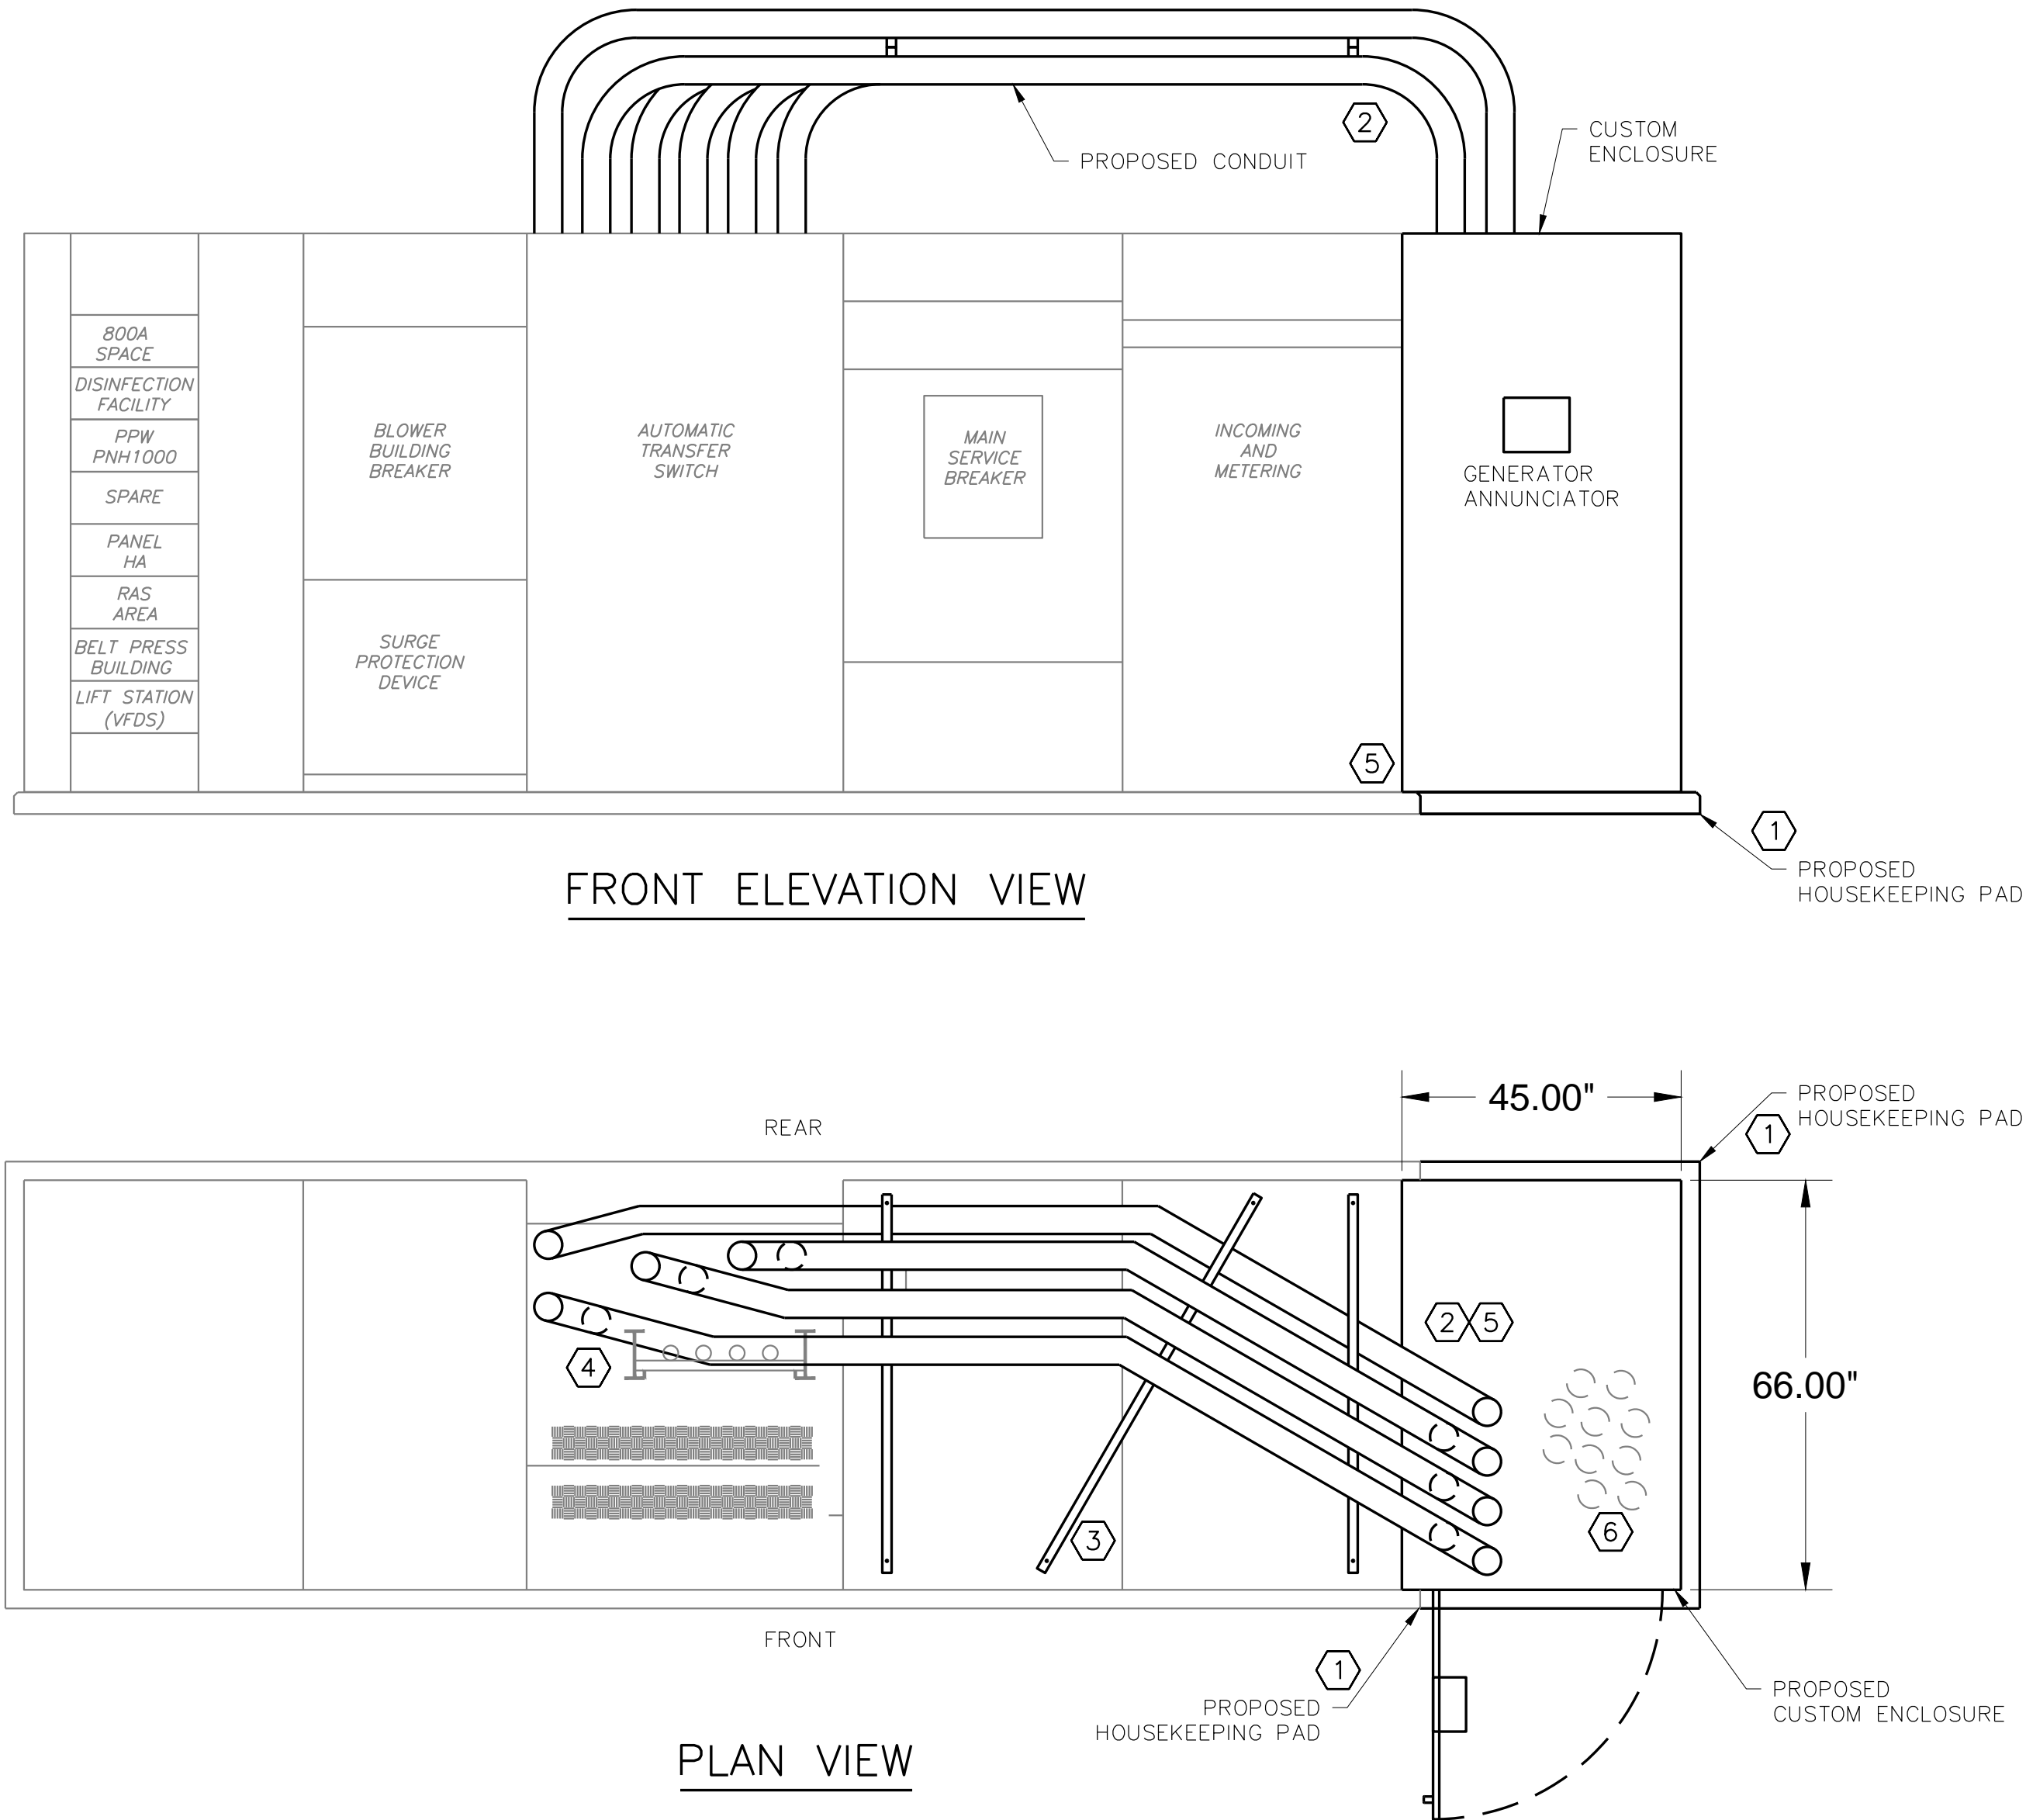 2
CUSTOM
ENCLOSURE
PROPOSED CONDUIT
800A
SPACE
DISINFECTION
FACILITY
PPW
PNH1000
SPARE
PANEL
HA
RAS
AREA
BELT PRESS
BUILDING
LIFT STATION
(VFDS)
BLOWER
BUILDING
BREAKER
SURGE
PROTECTION
DEVICE
AUTOMATIC
TRANSFER
SWITCH
MAIN
SERVICE
BREAKER
INCOMING
AND
METERING
GENERATOR
ANNUNCIATOR
5
1
PROPOSED
HOUSEKEEPING PAD
FRONT ELEVATION VIEW
45.00"
PROPOSED
HOUSEKEEPING PAD
1
REAR
2 5
4
66.00"
3
6
FRONT
1
PROPOSED
HOUSEKEEPING PAD
PROPOSED
CUSTOM ENCLOSURE
PLAN VIEW